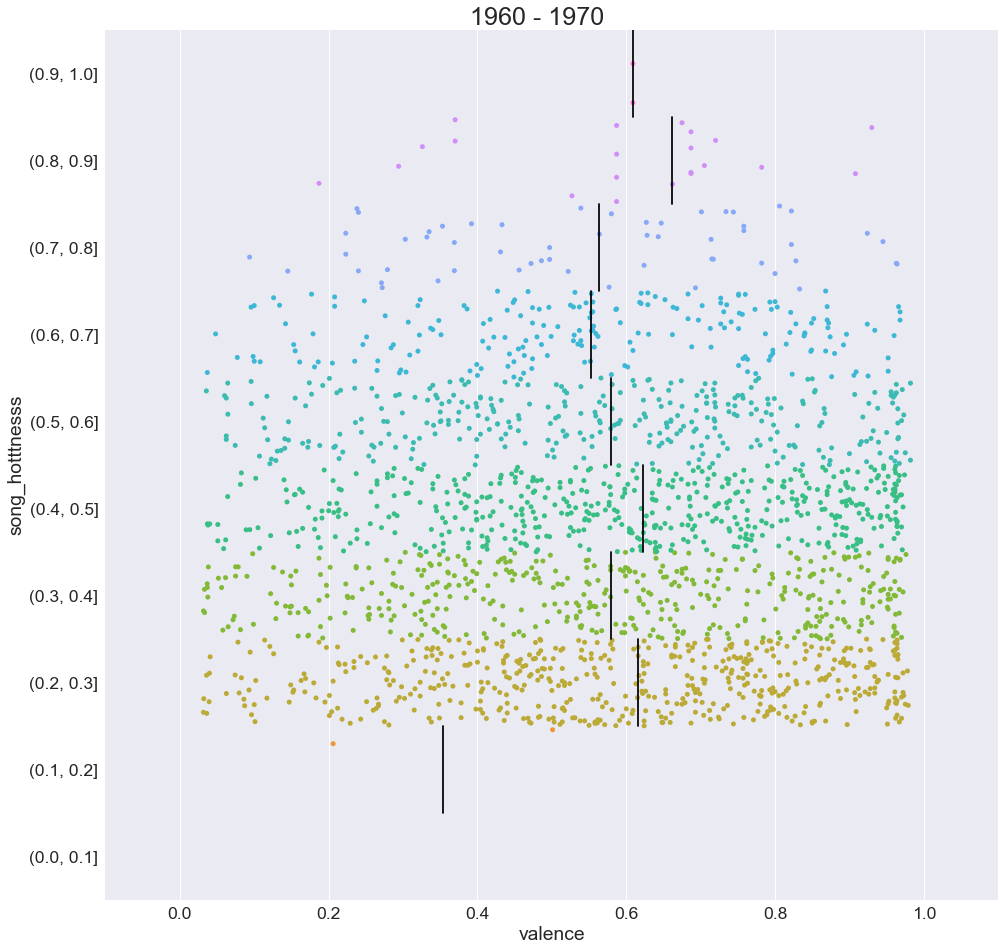 1960 - 1970
song_hotttnesss
(0.9, 1.0]
(0.8, 0.9]
(0.7, 0.8]
(0.6, 0.7]
(0.5, 0.6]
(0.4, 0.5]
(0.3, 0.4]
(0.2, 0.3]
(0.1, 0.2]
(0.0, 0.1]
0.0 0.2 0.4 0.6 0.8 1.0
valence